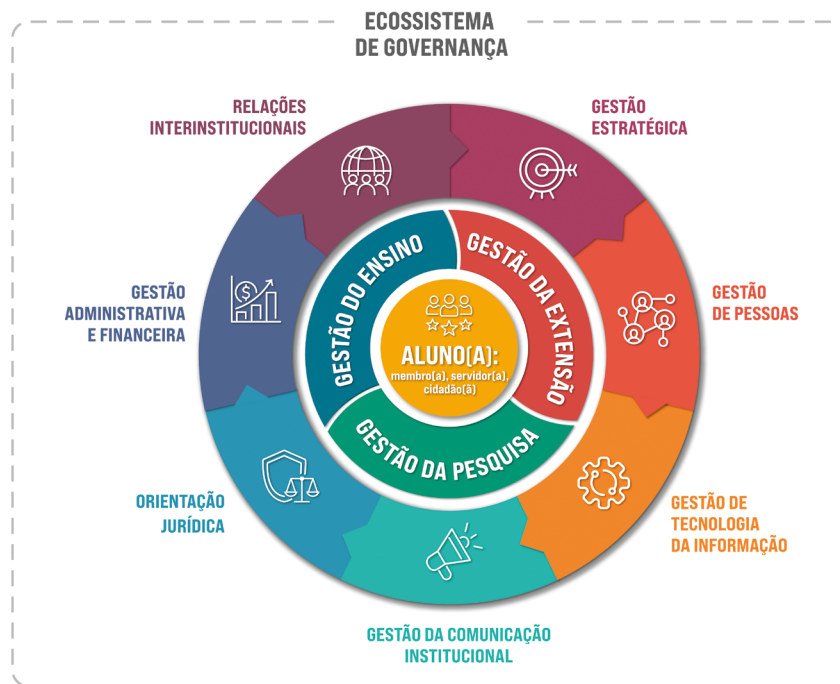 ECOSSISTEMA
DE GOVERNANÇA
RELAÇÕES
INTERINSTITUCIONAIS
GESTÃO
ESTRATÉGICA
GESTÃO
ADMINISTRATIVA
E FINANCEIRA
GESTÃO
DE PESSOAS
GESTÃO DO ENSINO
GESTÃO DA EXTENSÃO
ALUNO(A):
membro(a), servidor(a),
cidadão(ã)
GESTÃO DA PESQUISA
ORIENTAÇÃO
JURÍDICA
GESTÃO DE
TECNOLOGIA
DA INFORMAÇÃO
GESTÃO DA COMUNICAÇÃO
INSTITUCIONAL